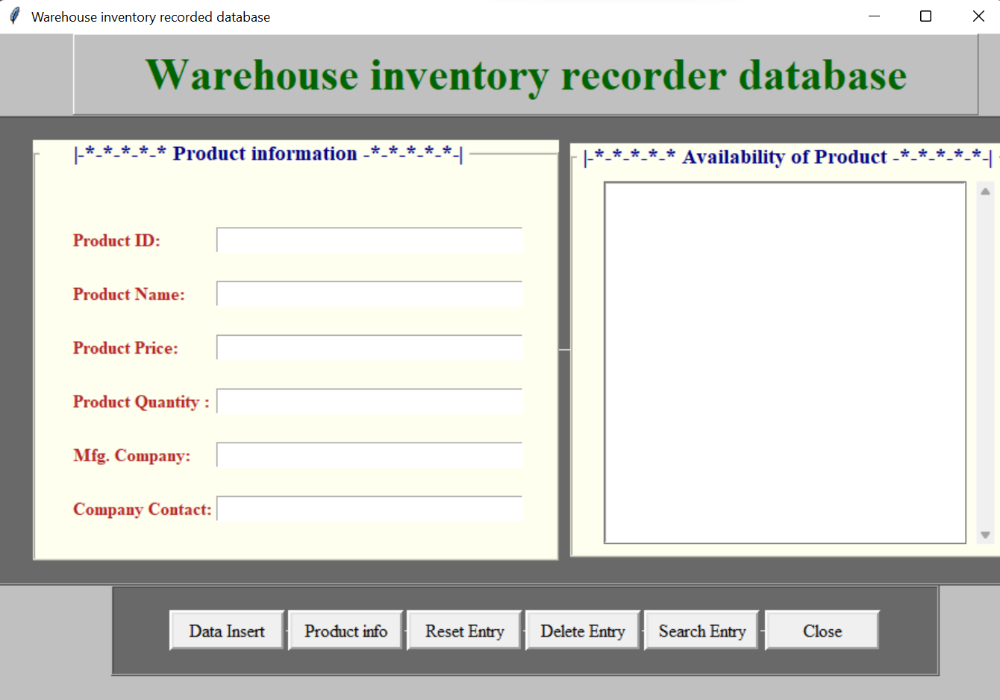 Warehouse inventory recorded database
Warehouse inventory recorder database
|-*-*-*-*-* Product information -*-*-*-*-*-|
Product ID:
Product Name:
Product Price:
Product Quantity :
Mfg. Company:
Company Contact:
|-*-*-*-*-* Availability of Product -*-*-*-*-*-|
Data Insert Product info Reset Entry Delete Entry Search Entry Close